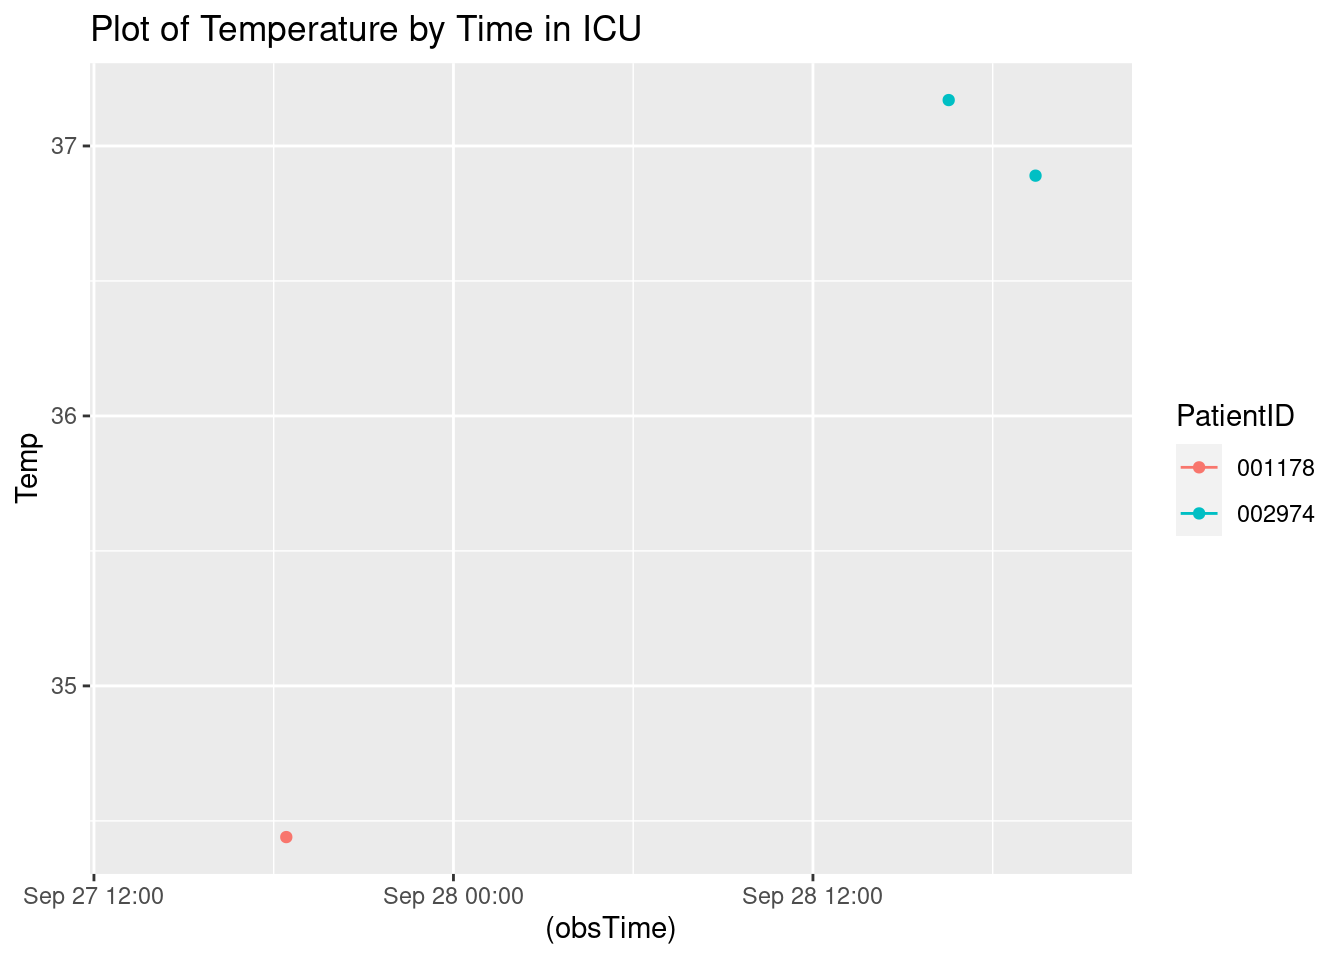 Plot of Temperature by Time in ICU
37
36
35
Temp
Sep 27 12:00
Sep 28 00:00
Sep 28 12:00
(obsTime)
PatientID
001178
002974